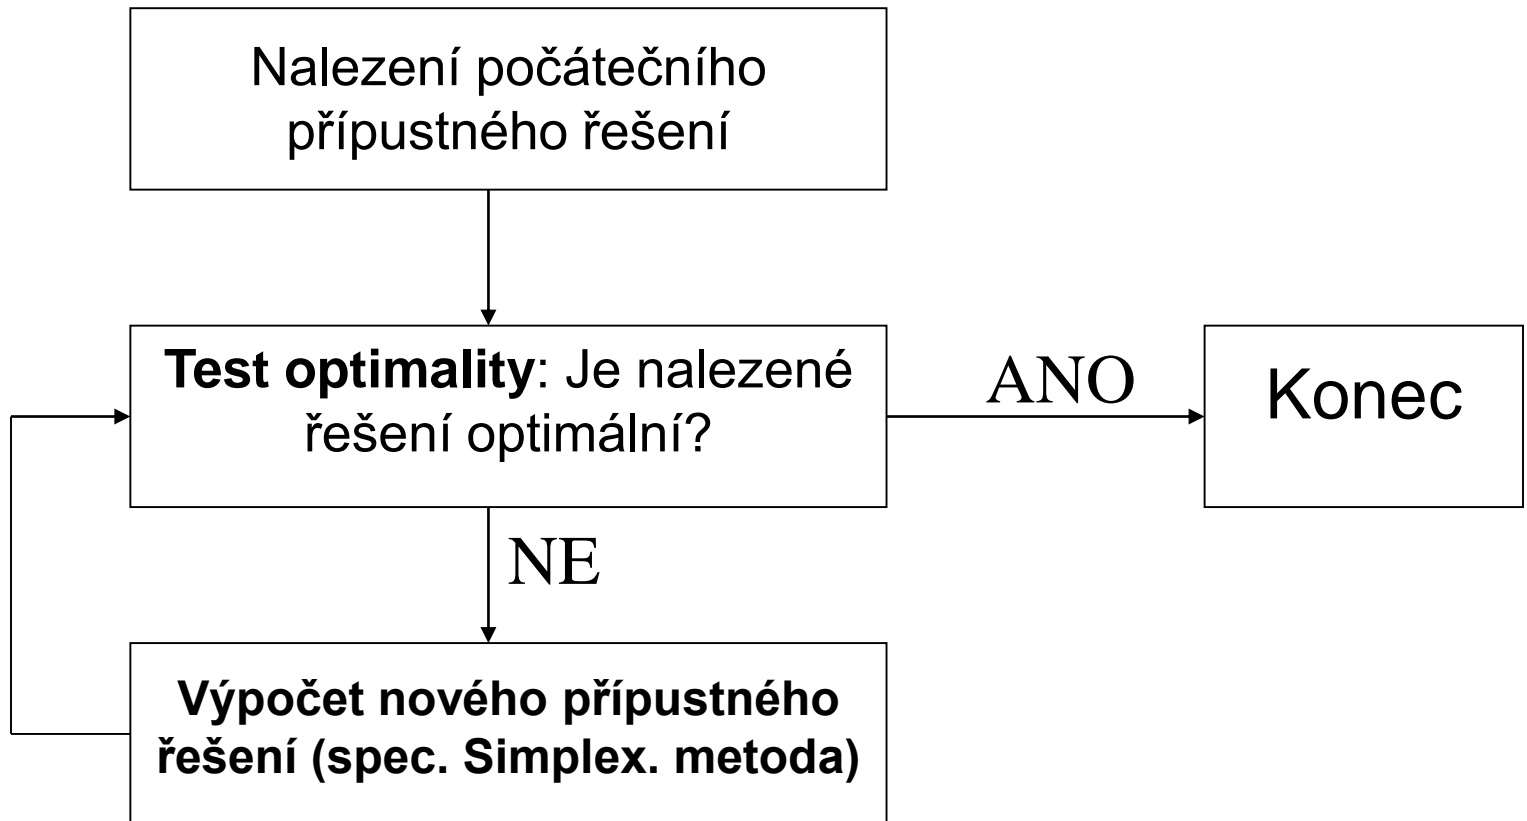 Nalezení počátečního
přípustného řešení
Test optimality: Je nalezené
řešení optimální?
ANO
Konec
NE
Výpočet nového přípustného
řešení (spec. Simplex. metoda)